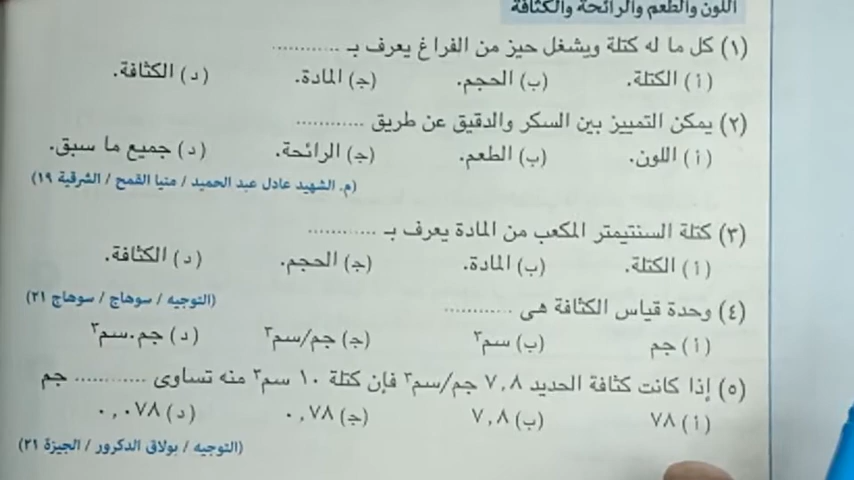 اللون والطعم والرائحة والكثافة
(١) كل ما له كتلة ويشغل حيز من الفراغ يعرف بـ ............
(أ) الكتلة. (ب) الحجم. (جـ) المادة. (د) الكثافة.
(٢) يمكن التمييز بين السكر والدقيق عن طريق ............
(أ) اللون. (ب) الطعم. (جـ) الرائحة. (د) جميع ما سبق.
(م. الشهيد عادل عبد الحميد / منيا القمح / الشرقية ١٩)
(٣) كتلة السنتيمتر المكعب من المادة يعرف بـ ............
(أ) الكتلة. (ب) المادة. (جـ) الحجم. (د) الكثافة.
(التوجيه / سوهاج / سوهاج ٢١)
(٤) وحدة قياس الكثافة هى ............
(أ) جم (ب) سم٣ (جـ) جم/سم٣ (د) جم.سم٣
(٥) إذا كانت كثافة الحديد ٧,٨ جم/سم٣ فإن كتلة ١٠ سم٣ منه تساوى ............ جم
(أ) ٧٨ (ب) ٧,٨ (جـ) ٠,٧٨ (د) ٠,٠٧٨
(التوجيه / بولاق الدكرور / الجيزة ٢١)